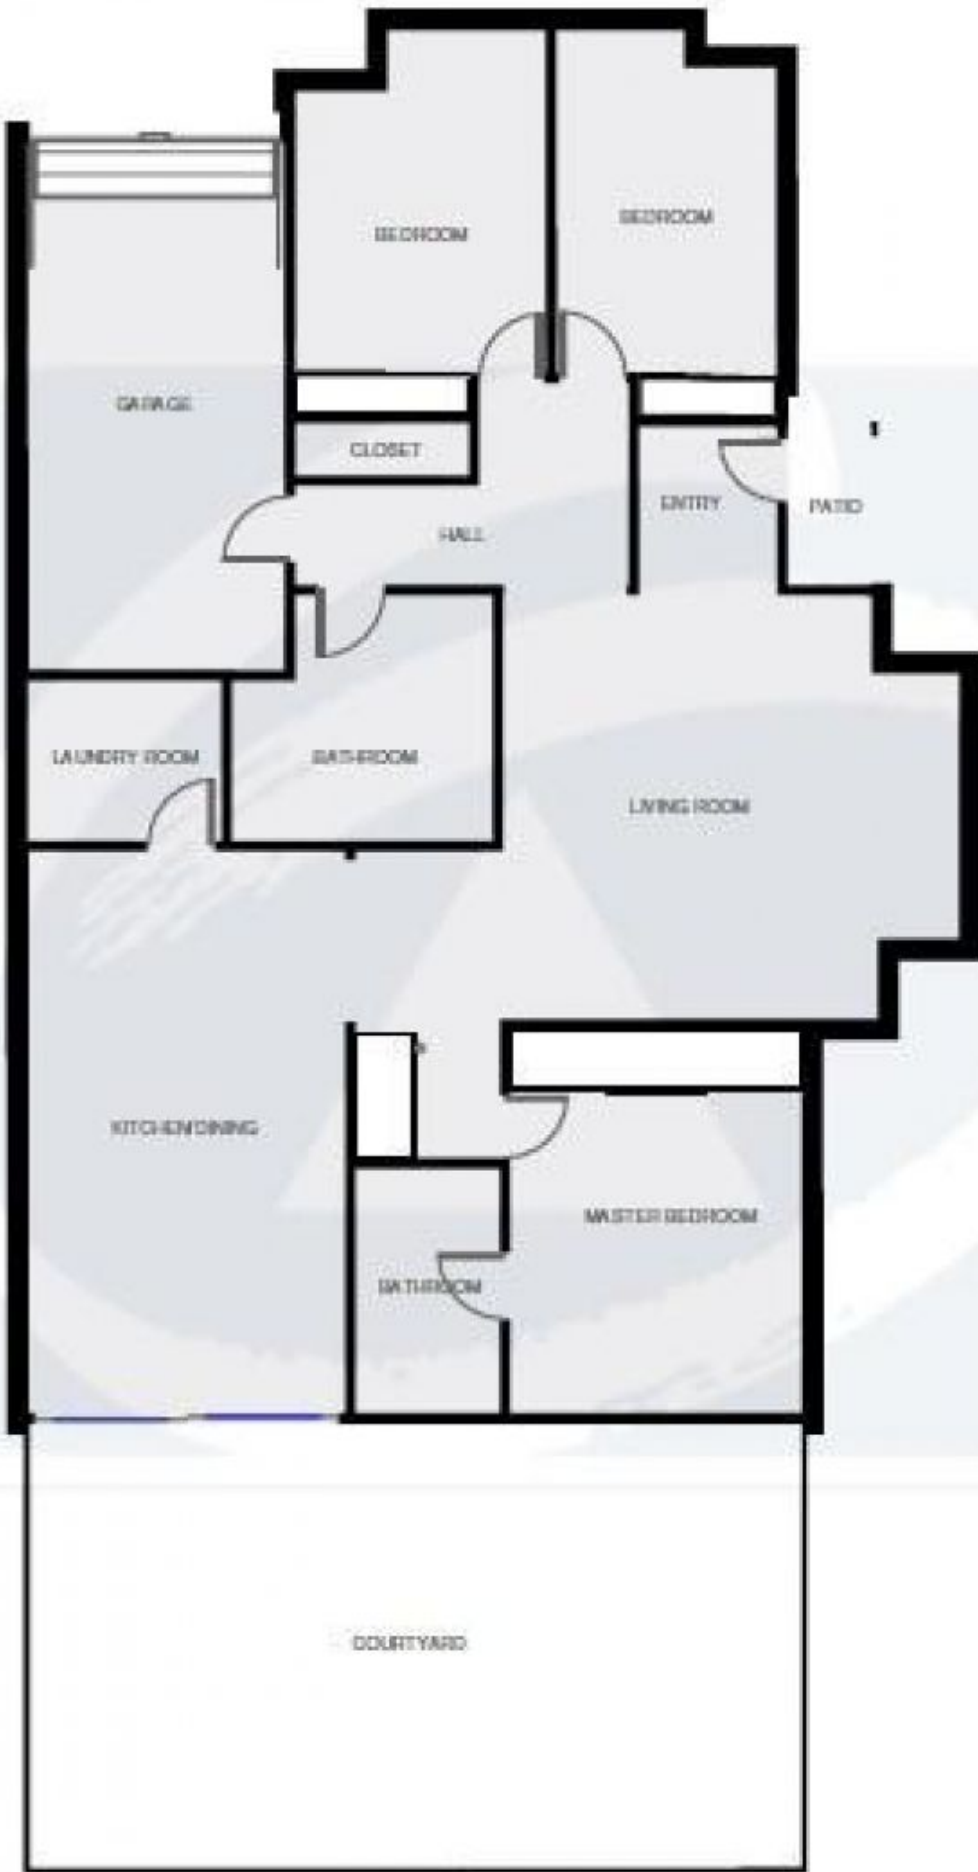 BEDROOM
BEDROOM
GARAGE
CLOSET
ENTRY
PATIO
HALL
LAUNDRY ROOM
BATHROOM
LIVING ROOM
KITCHEN/DINING
MASTER BEDROOM
BATHROOM
COURTYARD